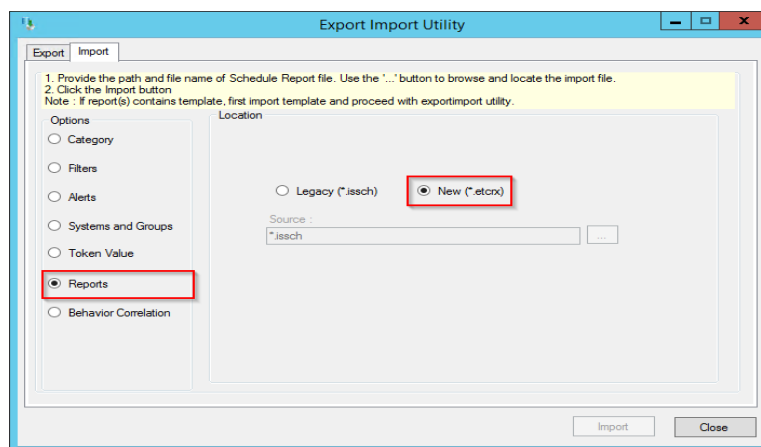 Export Import Utility
Export Import
1. Provide the path and file name of Schedule Report file. Use the '...' button to browse and locate the import file.
2. Click the Import button
Note : If report(s) contains template, first import template and proceed with exportimport utility.
Options
Location
Category
Filters
Alerts
Systems and Groups
Token Value
Reports
Behavior Correlation
Legacy (*.issch) New (*.etcrx)
Source :
*.issch ...
Import Close